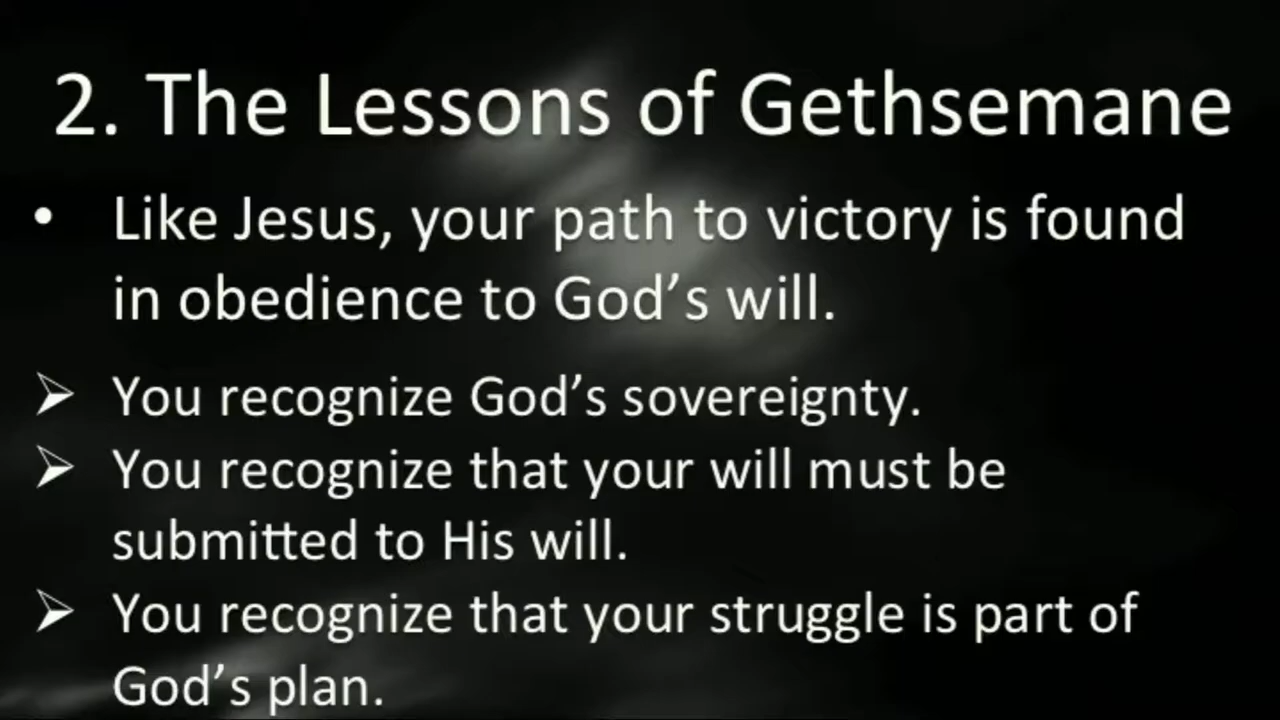 2. The Lessons of Gethsemane
• Like Jesus, your path to victory is found
in obedience to God’s will.
➢ You recognize God’s sovereignty.
➢ You recognize that your will must be
submitted to His will.
➢ You recognize that your struggle is part of
God’s plan.